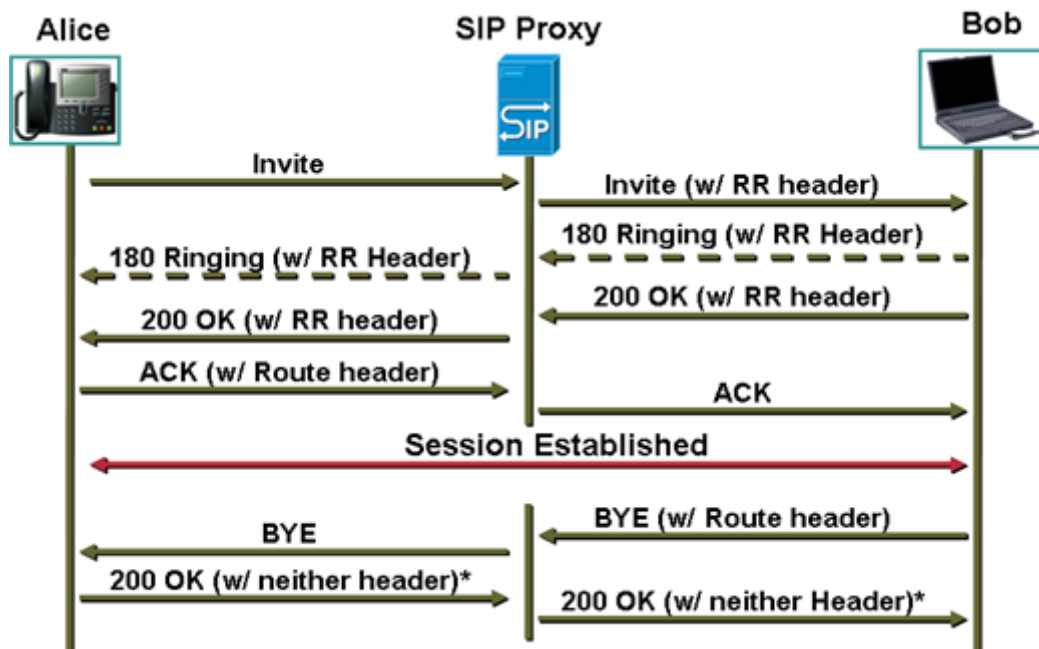 Alice
SIP Proxy
Bob
SIP
Invite
Invite (w/ RR header)
180 Ringing (w/ RR Header)
180 Ringing (w/ RR Header)
200 OK (w/ RR header)
200 OK (w/ RR header)
ACK (w/ Route header)
ACK
Session Established
BYE (w/ Route header)
BYE
200 OK (w/ neither header)*
200 OK (w/ neither Header)*